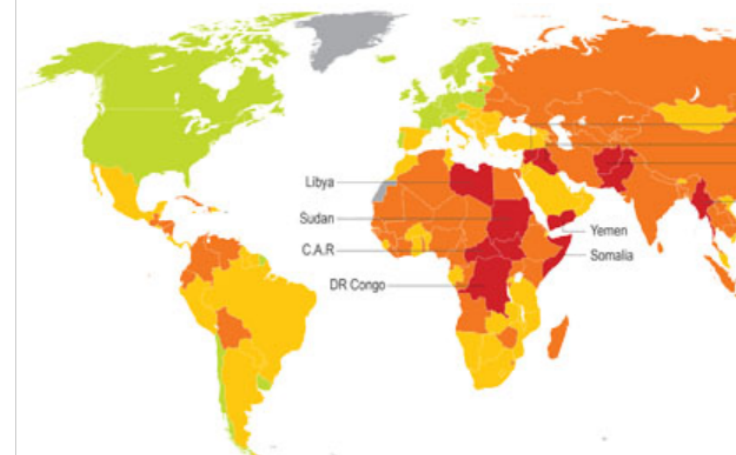 Libya
Sudan
C.A.R
DR Congo
Yemen
Somalia